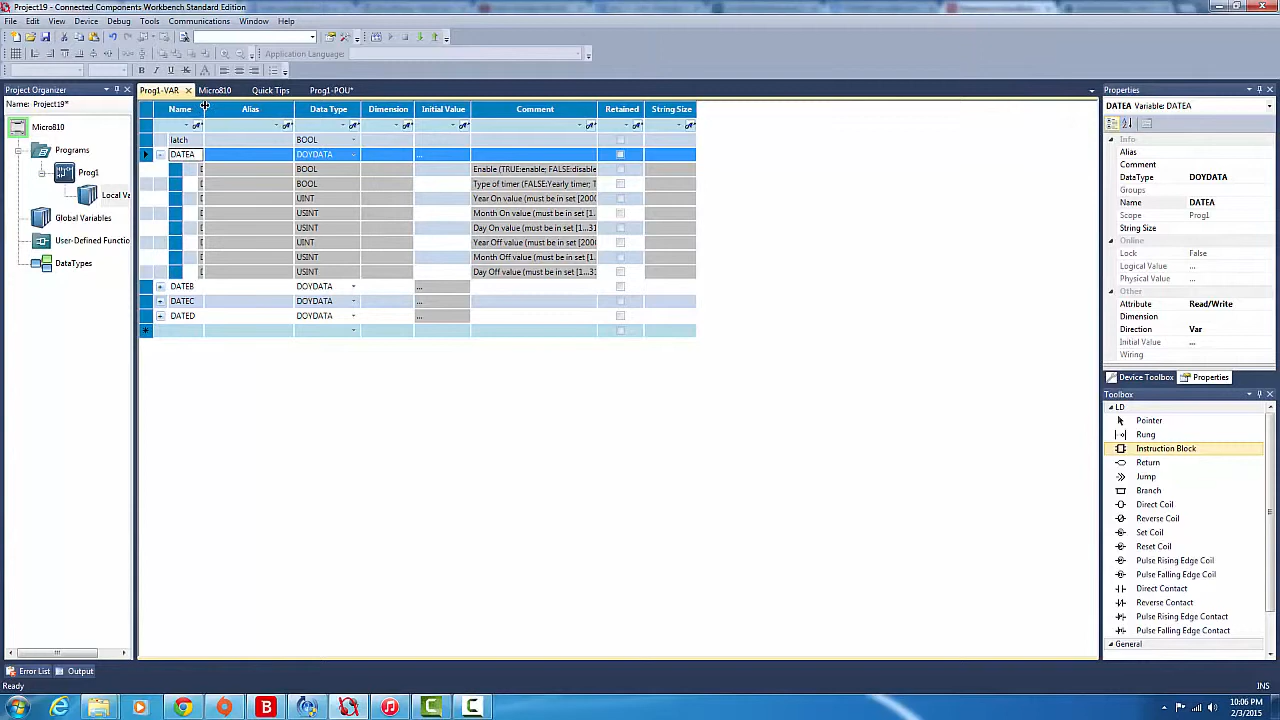 Project19 - Connected Components Workbench Standard Edition
File Edit View Debug Tools Communications Window Help
Application Language:
Project Organizer
Name: Project19*
Micro810
Programs
Prog1
Local Va
Global Variables
User-Defined Functio
DataTypes
Prog1-VAR Micro810 Quick Tips Prog1-POU*
Name Alias Data Type Dimension Initial Value Comment Retained String Size
latch BOOL
DATEA DOYDATA ...
BOOL Enable (TRUE:enable; FALSE:disable
BOOL Type of timer (FALSE:Yearly timer; T
UINT Year On value (must be in set [200(
USINT Month On value (must be in set [1.
USINT Day On value (must be in set [1...31
UINT Year Off value (must be in set [200
USINT Month Off value (must be in set [1.
USINT Day Off value (must be in set [1...31
DATEB DOYDATA ...
DATEC DOYDATA ...
DATED DOYDATA ...
Properties
DATEA Variable: DATEA
Info
Alias
Comment
DataType DOYDATA
Groups
Name DATEA
Scope Prog1
String Size
Online
Lock False
Logical Value ...
Physical Value ...
Other
Attribute Read/Write
Dimension
Direction Var
Initial Value ...
Wiring
Device Toolbox Properties
Toolbox
LD
Pointer
Rung
Instruction Block
Return
Jump
Branch
Direct Coil
Reverse Coil
Set Coil
Reset Coil
Pulse Rising Edge Coil
Pulse Falling Edge Coil
Direct Contact
Reverse Contact
Pulse Rising Edge Contact
Pulse Falling Edge Contact
General
Error List Output
Ready INS
10:06 PM
2/3/2015